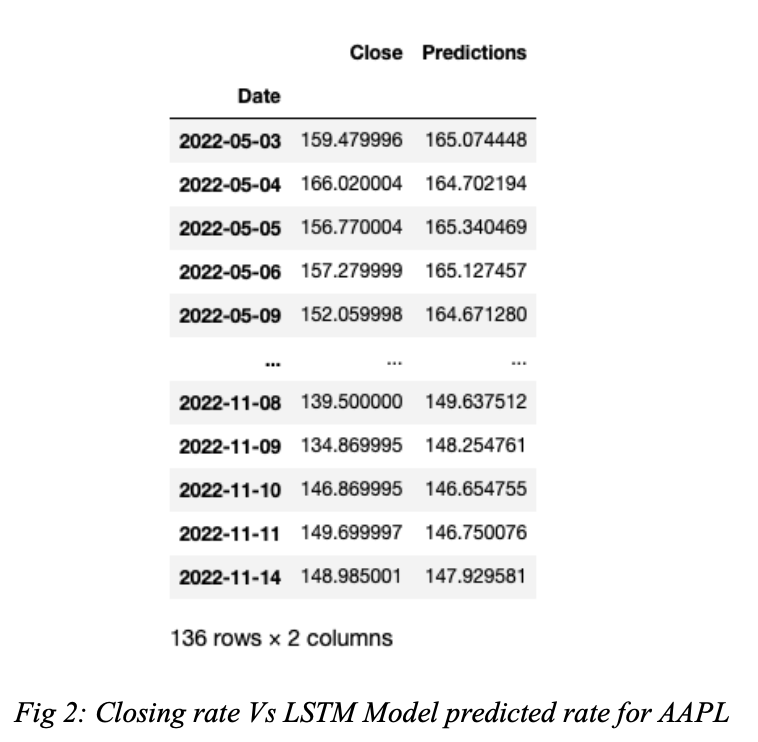 Close Predictions
Date
2022-05-03 159.479996 165.074448
2022-05-04 166.020004 164.702194
2022-05-05 156.770004 165.340469
2022-05-06 157.279999 165.127457
2022-05-09 152.059998 164.671280
... ... ...
2022-11-08 139.500000 149.637512
2022-11-09 134.869995 148.254761
2022-11-10 146.869995 146.654755
2022-11-11 149.699997 146.750076
2022-11-14 148.985001 147.929581
136 rows × 2 columns
Fig 2: Closing rate Vs LSTM Model predicted rate for AAPL